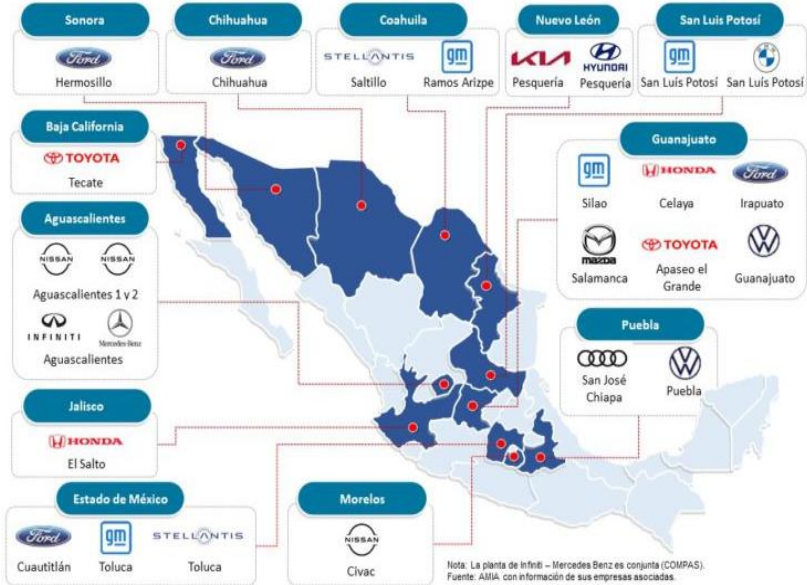 Sonora
Ford
Hermosillo
Chihuahua
Ford
Chihuahua
Coahuila
STELLANTIS
gm
Saltillo
Ramos Arizpe
Nuevo León
KIA
HYUNDAI
Pesquería
Pesquería
San Luis Potosí
gm
San Luís Potosí
San Luís Potosí
Baja California
TOYOTA
Tecate
Guanajuato
gm
HONDA
Ford
Silao
Celaya
Irapuato
mazda
TOYOTA
Salamanca
Apaseo el
Grande
Guanajuato
Aguascalientes
NISSAN
NISSAN
Aguascalientes 1 y 2
INFINITI
Mercedes-Benz
Aguascalientes
Puebla
San José
Chiapa
Puebla
Jalisco
HONDA
El Salto
Estado de México
Ford
gm
STELLANTIS
Cuautitlán
Toluca
Toluca
Morelos
NISSAN
Civac
Nota: La planta de Infiniti – Mercedes Benz es conjunta (COMPAS).
Fuente: AMIA con información de sus empresas asociadas.